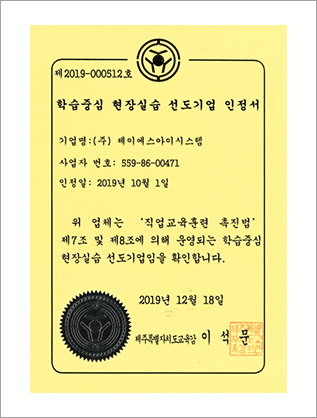 제2019-000512호
학습중심 현장실습 선도기업 인정서
기업명:(주) 제이에스아이시스템
사업자 번호: 559-86-00471
인정일: 2019년 10월 1일
위 업체는 '직업교육훈련 촉진법'
제7조 및 제8조에 의해 운영되는 학습중심
현장실습 선도기업임을 확인합니다.
2019년 12월 18일
제주특별자치도교육감 이 석 문